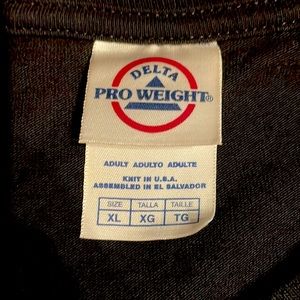 DELTA
PRO WEIGHT®
ADULT ADULTO ADULTE
KNIT IN U.S.A.
ASSEMBLED IN EL SALVADOR
SIZE TALLA TAILLE
XL XG TG